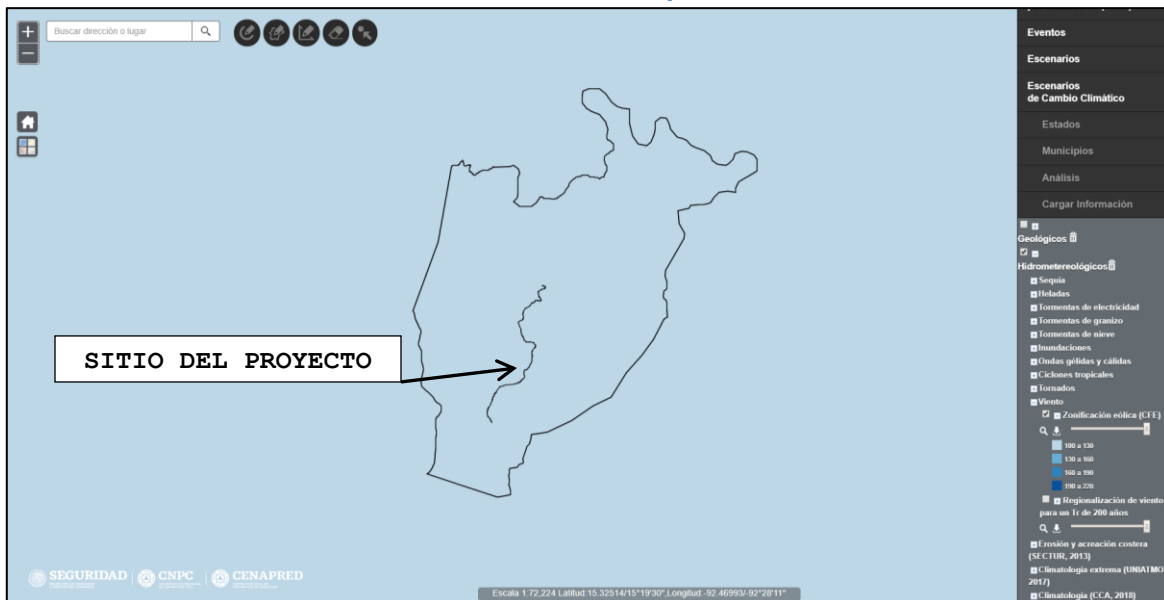 Buscar dirección o lugar
Eventos
Escenarios
Escenarios
de Cambio Climático
Estados
Municipios
Análisis
Cargar Información
Geológicos
Hidrometereológicos
Sequía
Heladas
Tormentas de electricidad
Tormentas de granizo
Tormentas de nieve
Inundaciones
Ondas gélidas y cálidas
Ciclones tropicales
Tornados
Viento
Zonificación eólica (CFE)
100 a 130
130 a 160
160 a 190
190 a 220
Regionalización de viento
para un Tr de 200 años
Erosión y acreación costera
(SECTUR, 2013)
Climatología extrema (UNIATMO
2017)
Climatología (CCA, 2018)
SITIO DEL PROYECTO
SEGURIDAD
CNPC
CENAPRED
Escala 1:72,224 Latitud:15.32514/15°19'30",Longitud:-92.46993/-92°28'11"